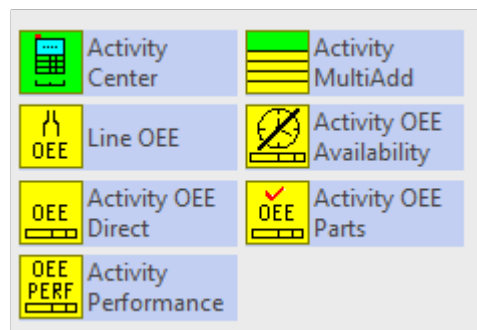 Activity
Center
Activity
MultiAdd
OEE
Line OEE
Activity OEE
Availability
OEE
Activity OEE
Direct
OEE
Activity OEE
Parts
OEE
PERF
Activity
Performance